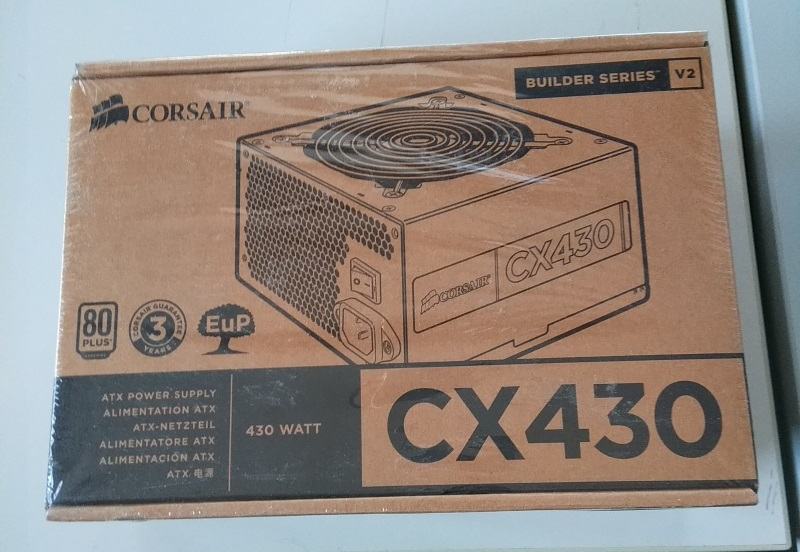 BUILDER SERIES™ V2
CORSAIR
CORSAIR CX430
80
PLUS
CORSAIR GUARANTEE
3
YEARS
EuP
ATX POWER SUPPLY
ALIMENTATION ATX
ATX-NETZTEIL
ALIMENTATORE ATX
ALIMENTACIÓN ATX
ATX 电源
430 WATT
CX430